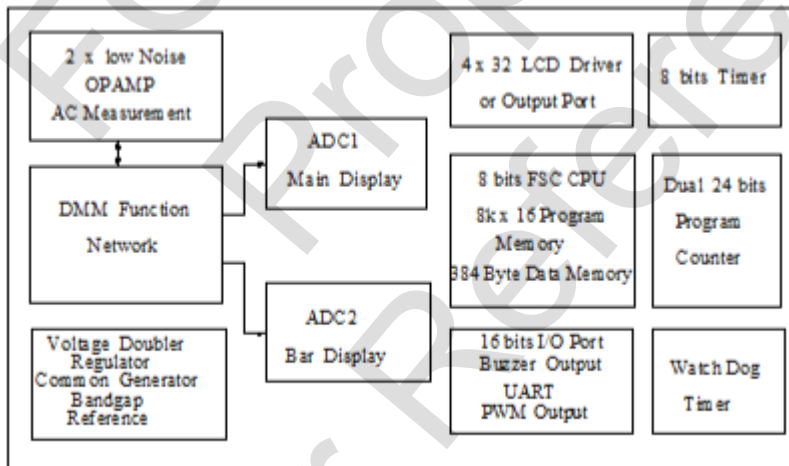 2 x low Noise
OPAMP
AC Measurement
DMM Function
Network
Voltage Doubler
Regulator
Common Generator
Bandgap
Reference
ADC1
Main Display
ADC2
Bar Display
4 x 32 LCD Driver
or Output Port
8 bits FSC CPU
8k x 16 Program
Memory
384 Byte Data Memory
16 bits I/O Port
Buzzer Output
UART
PWM Output
8 bits Timer
Dual 24 bits
Program
Counter
Watch Dog
Timer